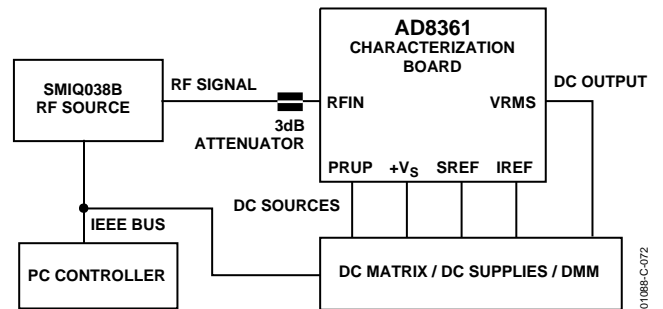 AD8361
CHARACTERIZATION
BOARD
SMIQ038B
RF SOURCE
RF SIGNAL
3dB
ATTENUATOR
RFIN
VRMS
DC OUTPUT
PRUP
+VS
SREF
IREF
DC SOURCES
IEEE BUS
PC CONTROLLER
DC MATRIX / DC SUPPLIES / DMM
01088-C-072